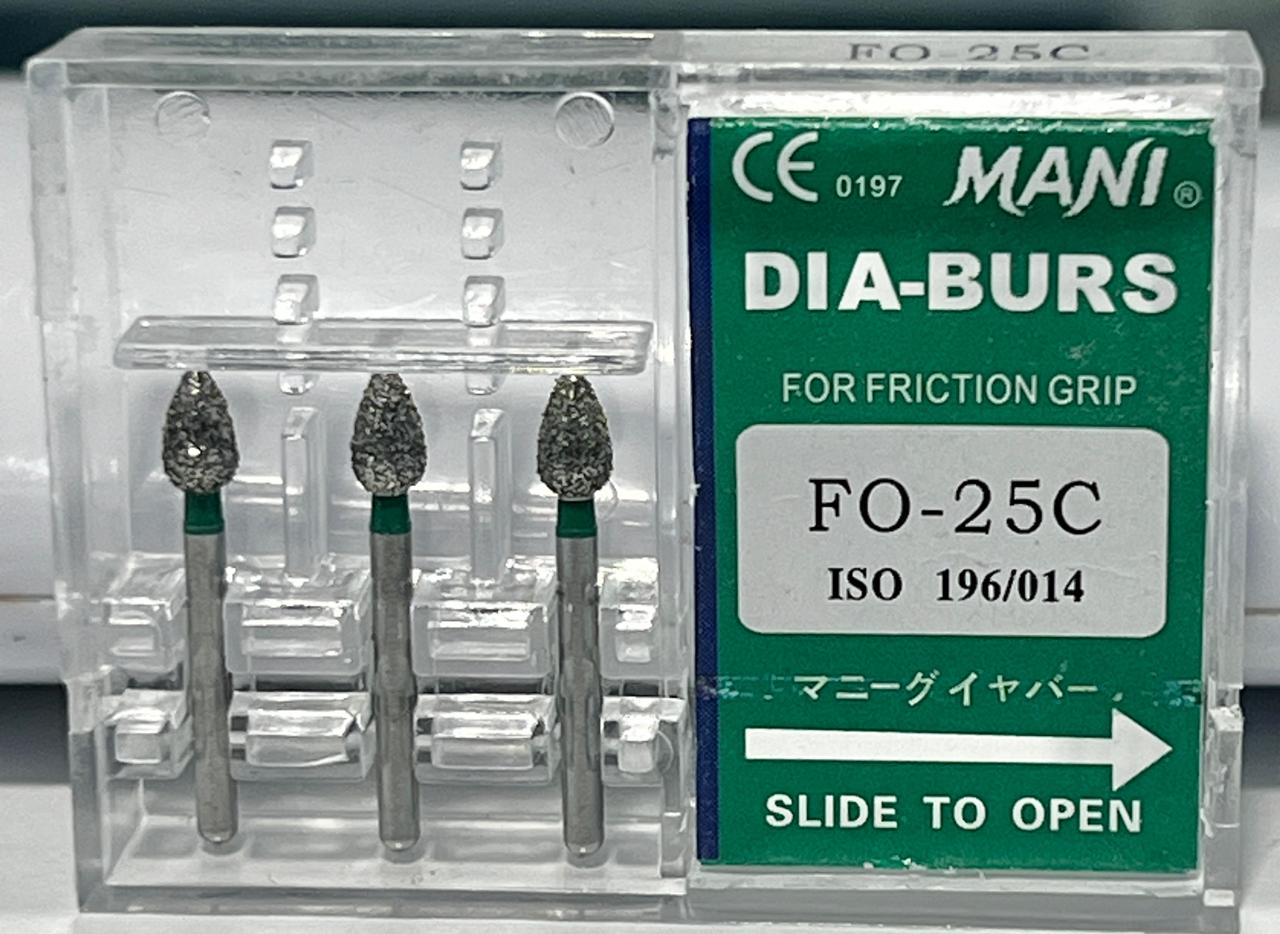 FO-25C
CE 0197 MANI®
DIA-BURS
FOR FRICTION GRIP
FO-25C
ISO 196/014
マニーグイヤバー
SLIDE TO OPEN